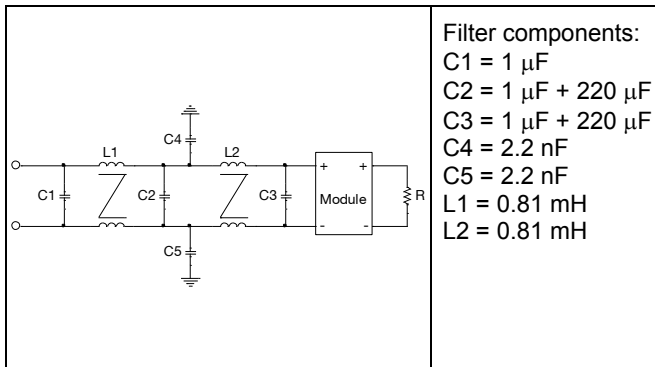 L1
L2
C4
C1
C2
C3
C5
+
+
-
-
Module
R
Filter components:
C1 = 1 μF
C2 = 1 μF + 220 μF
C3 = 1 μF + 220 μF
C4 = 2.2 nF
C5 = 2.2 nF
L1 = 0.81 mH
L2 = 0.81 mH